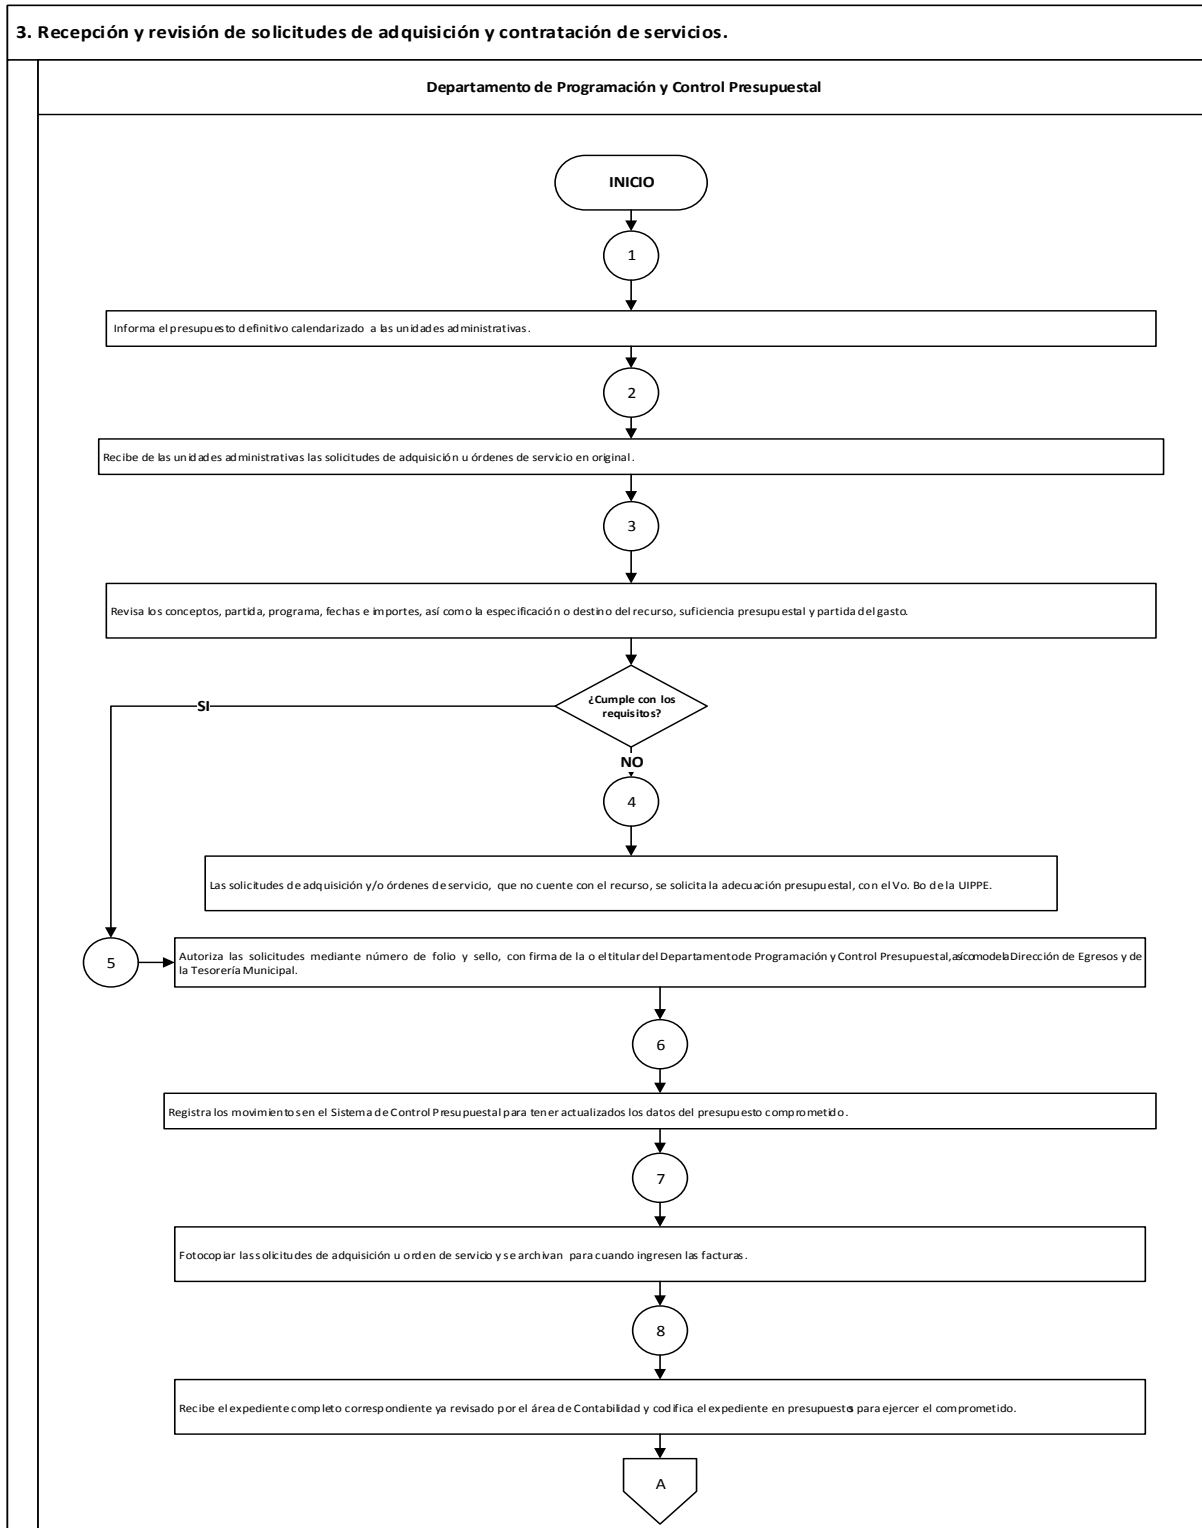 3. Recepción y revisión de solicitudes de adquisición y contratación de servicios.
Departamento de Programación y Control Presupuestal
INICIO
1
Informa el presupuesto definitivo calendarizado a las unidades administrativas.
2
Recibe de las unidades administrativas las solicitudes de adquisición u órdenes de servicio en original.
3
Revisa los conceptos, partida, programa, fechas e importes, así como la especificación o destino del recurso, suficiencia presupuestal y partida del gasto.
¿Cumple con los
requisitos?
SI
NO
4
Las solicitudes de adquisición y/o órdenes de servicio, que no cuente con el recurso, se solicita la adecuación presupuestal, con el Vo. Bo de la UIPPE.
5
Autoriza las solicitudes mediante número de folio y sello, con firma de la o el titular del Departamento de Programación y Control Presupuestal, así como de la Dirección de Egresos y de
la Tesorería Municipal.
6
Registra los movimientos en el Sistema de Control Presupuestal para tener actualizados los datos del presupuesto comprometido.
7
Fotocopiar las solicitudes de adquisición u orden de servicio y se archivan para cuando ingresen las facturas.
8
Recibe el expediente completo correspondiente ya revisado por el área de Contabilidad y codifica el expediente en presupuestos para ejercer el comprometido.
A